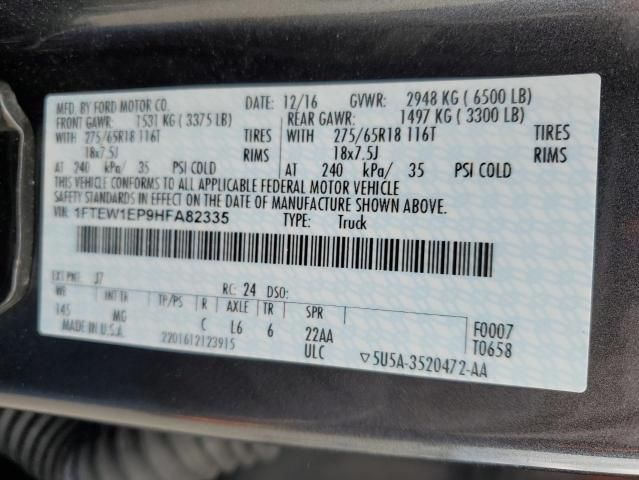 MFD. BY FORD MOTOR CO. DATE: 12/16 GVWR: 2948 KG ( 6500 LB)
FRONT GAWR: 1531 KG ( 3375 LB) REAR GAWR: 1497 KG ( 3300 LB)
WITH 275/65R18 116T TIRES WITH 275/65R18 116T TIRES
18x7.5J RIMS 18x7.5J RIMS
AT 240 kPa/ 35 PSI COLD AT 240 kPa/ 35 PSI COLD
THIS VEHICLE CONFORMS TO ALL APPLICABLE FEDERAL MOTOR VEHICLE
SAFETY STANDARDS IN EFFECT ON THE DATE OF MANUFACTURE SHOWN ABOVE.
VIN: 1FTEW1EP9HFA82335 TYPE: Truck
EXT PNT: J7 RC: 24 DSO:
WB INT TR TP/PS R AXLE TR SPR
145 MG C L6 6 22AA F0007
MADE IN U.S.A. 2201612123915 ULC T0658
▽5U5A-3520472-AA